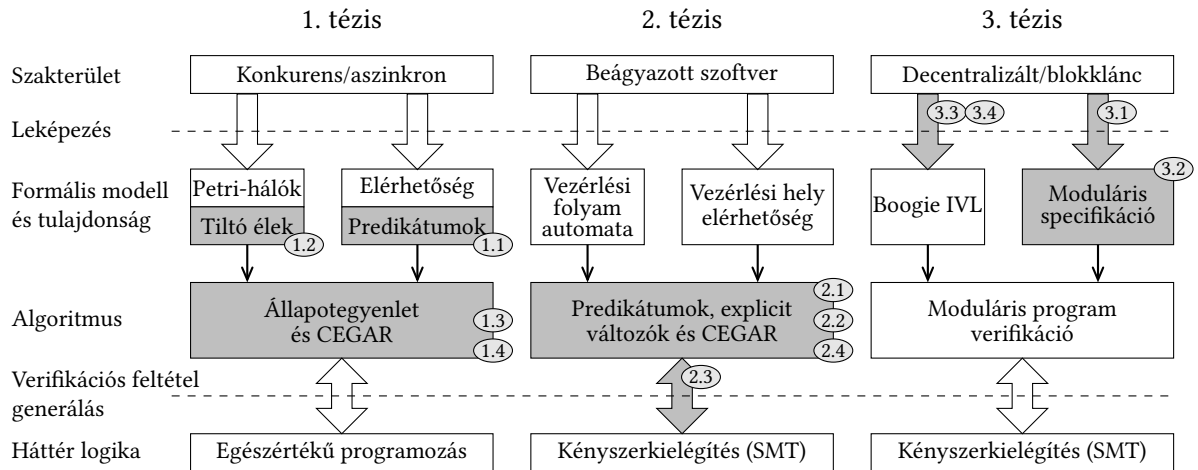 1. tézis
2. tézis
3. tézis
Szakterület
Konkurens/aszinkron
Beágyazott szoftver
Decentralizált/blokklánc
Leképezés
3.3
3.4
3.1
Formális modell
és tulajdonság
Petri-hálók
Tiltó élek
1.2
Elérhetőség
Predikátumok
1.1
Vezérlési
folyam
automata
Vezérlési hely
elérhetőség
Boogie IVL
Moduláris
specifikáció
3.2
Algoritmus
Állapotegyenlet
és CEGAR
1.3
1.4
Predikátumok, explicit
változók és CEGAR
2.1
2.2
2.4
Moduláris program
verifikáció
Verifikációs feltétel
generálás
2.3
Háttér logika
Egészértékű programozás
Kényszerkielégítés (SMT)
Kényszerkielégítés (SMT)